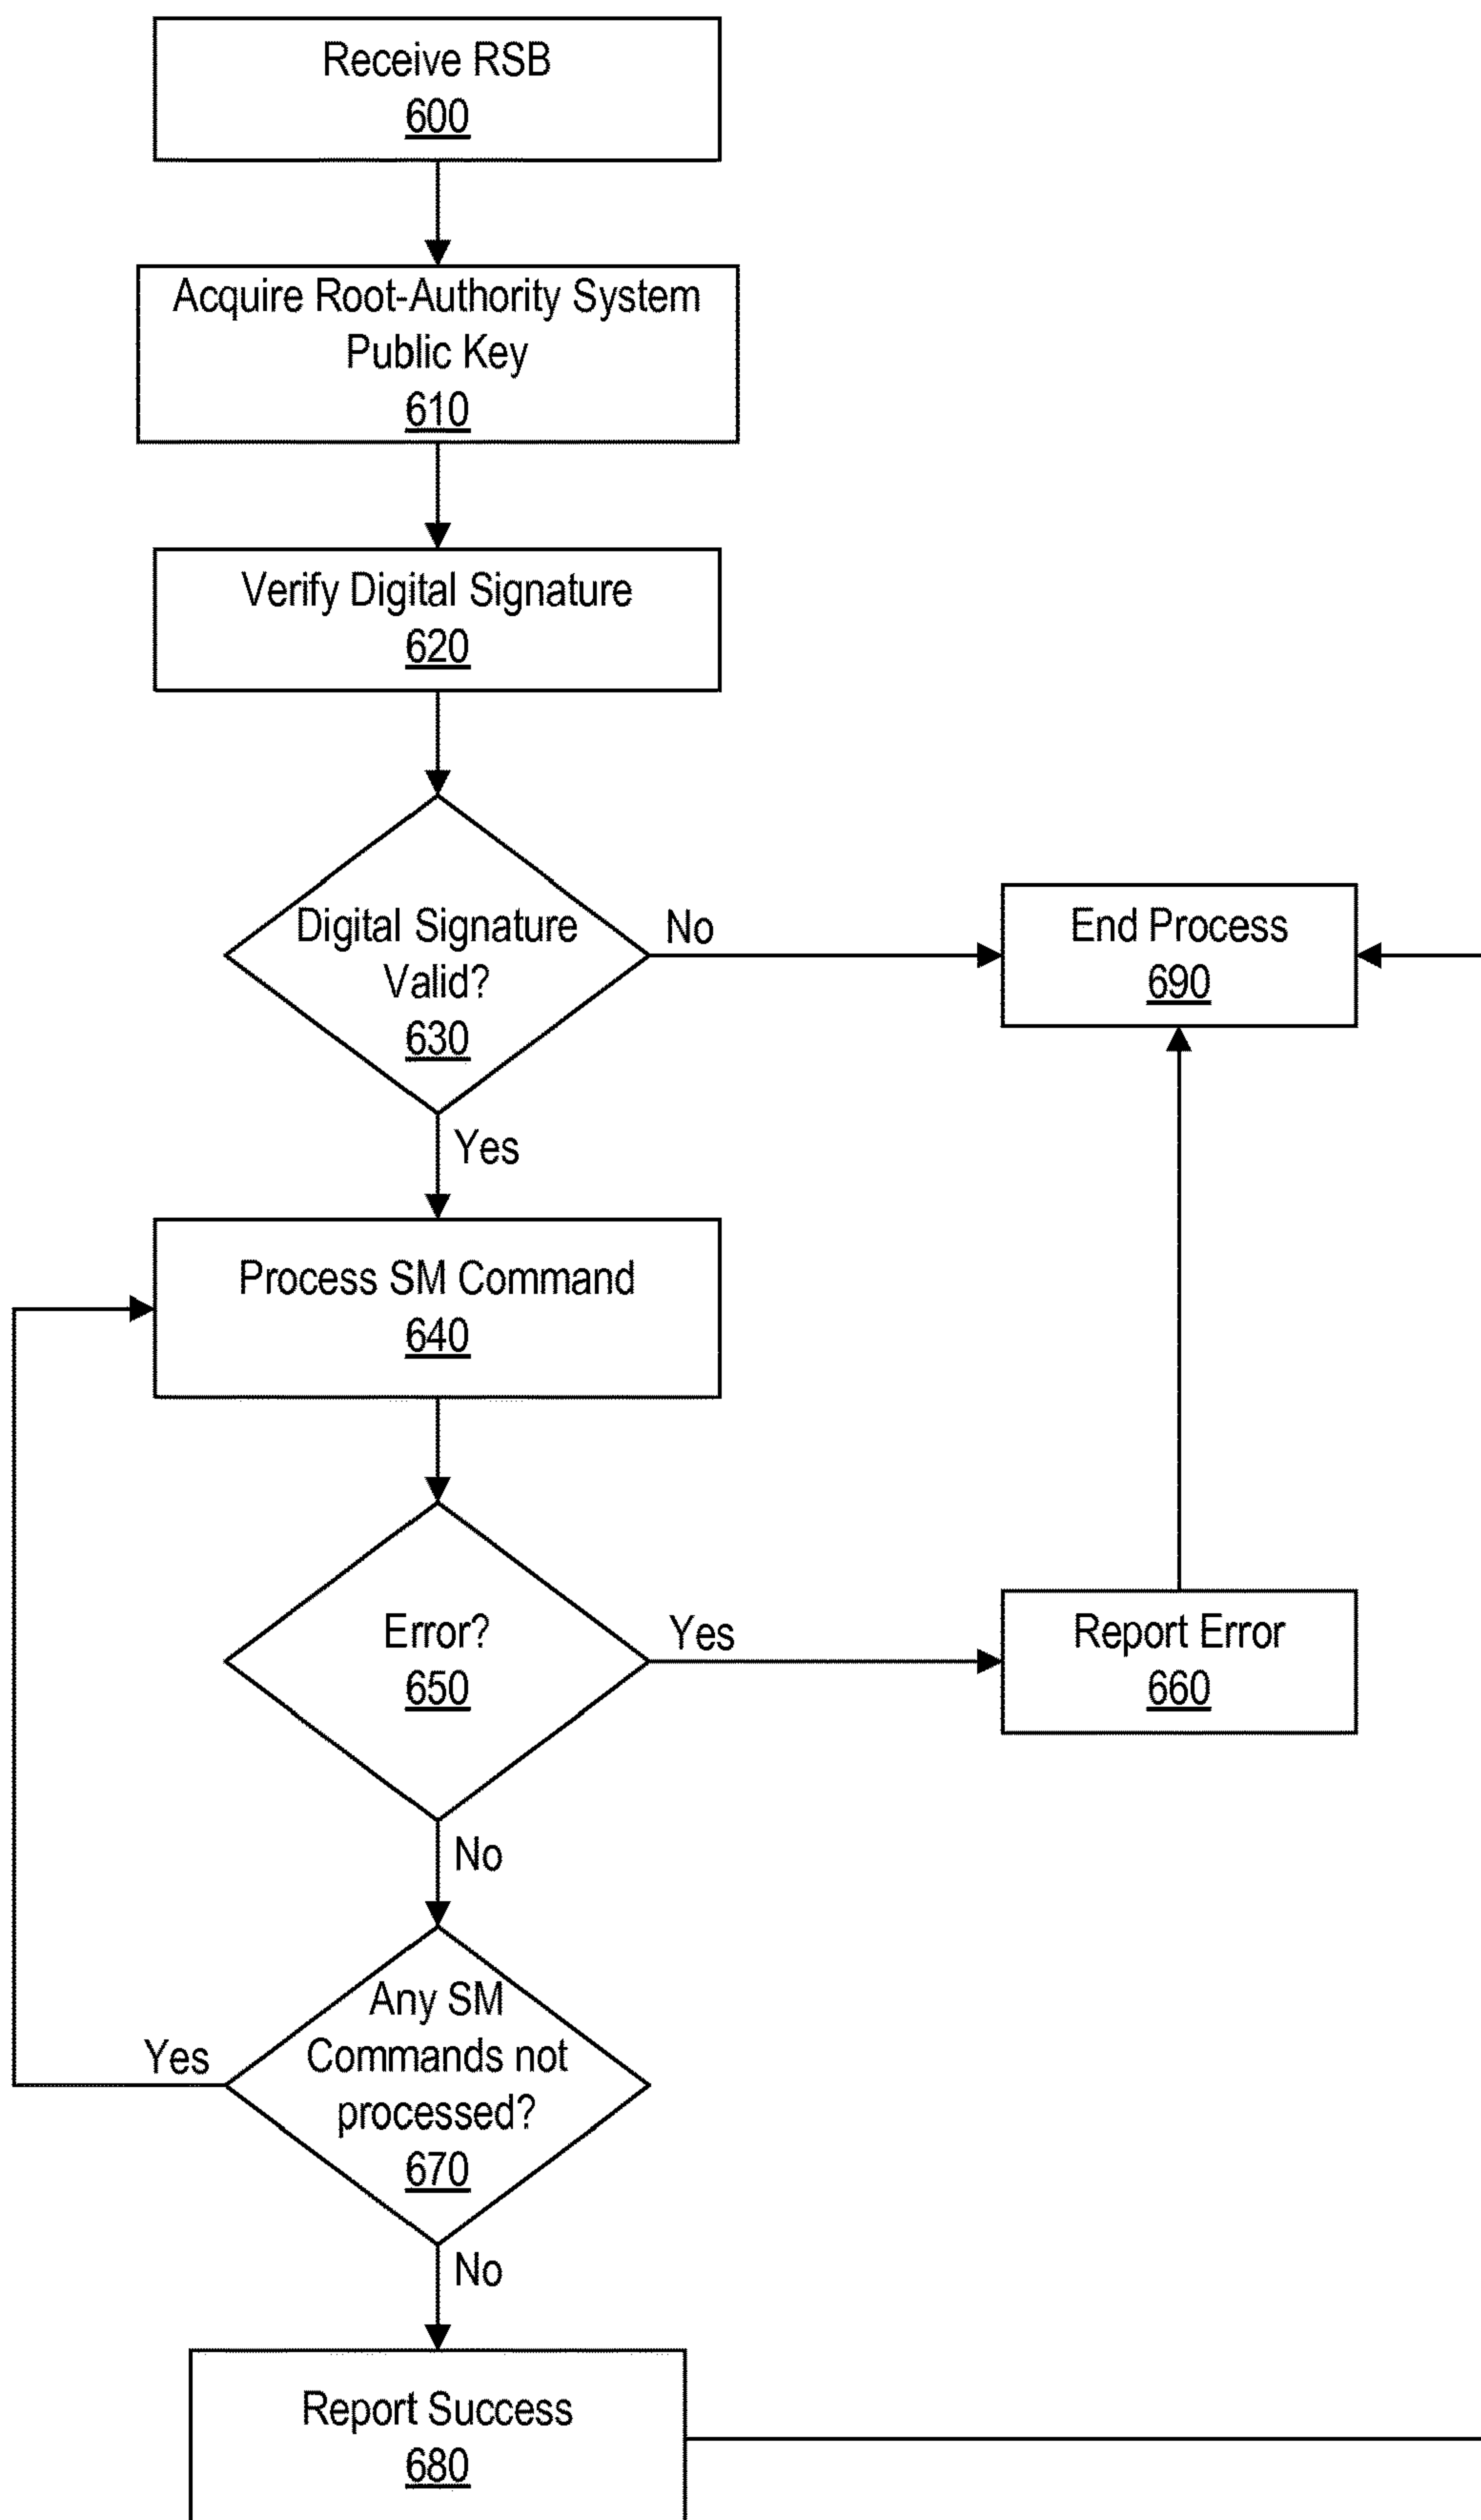 Receive RSB
600
Acquire Root-Authority System
Public Key
610
Verify Digital Signature
620
Digital Signature
Valid?
630
No
End Process
690
Yes
Process SM Command
640
Error?
650
Yes
Report Error
660
No
Any SM
Commands not
processed?
670
Yes
No
Report Success
680